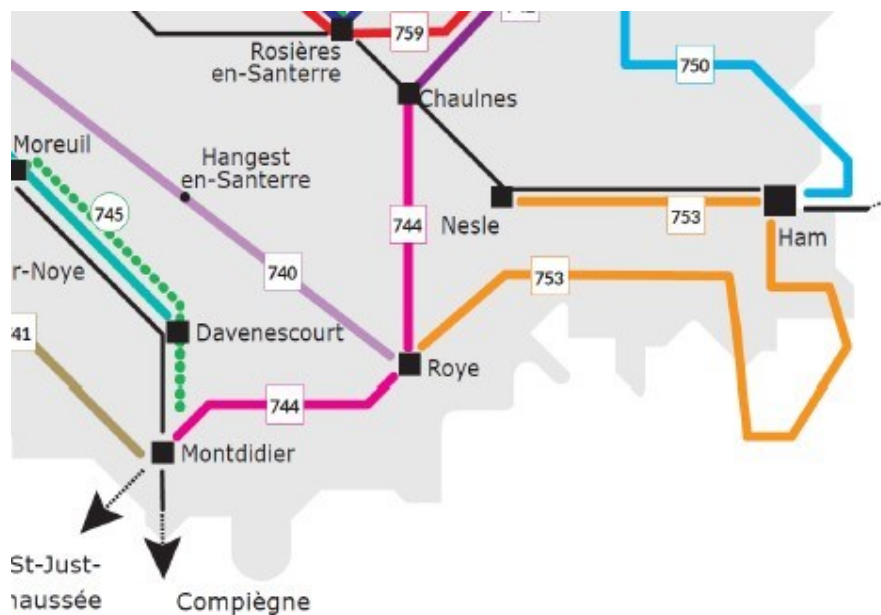 759
Rosières
en-Santerre
750
Chaulnes
Moreuil
Hangest
en-Santerre
745
744
Nesle
753
Ham
r-Noye
740
753
41
Davenescourt
Roye
744
Montdidier
St-Just-
haussée
Compiègne